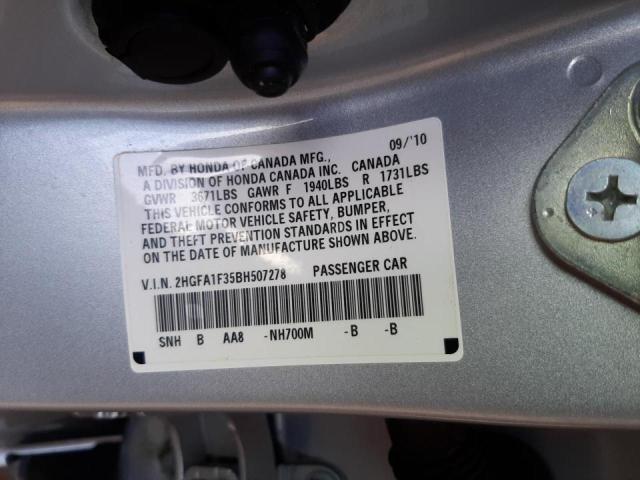 09/'10
MFD. BY HONDA OF CANADA MFG.,
A DIVISION OF HONDA CANADA INC. CANADA
GVWR 3671LBS GAWR F 1940LBS R 1731LBS
THIS VEHICLE CONFORMS TO ALL APPLICABLE
FEDERAL MOTOR VEHICLE SAFETY, BUMPER,
AND THEFT PREVENTION STANDARDS IN EFFECT
ON THE DATE OF MANUFACTURE SHOWN ABOVE.
V.I.N. 2HGFA1F35BH507278 PASSENGER CAR
SNH B AA8 -NH700M -B -B